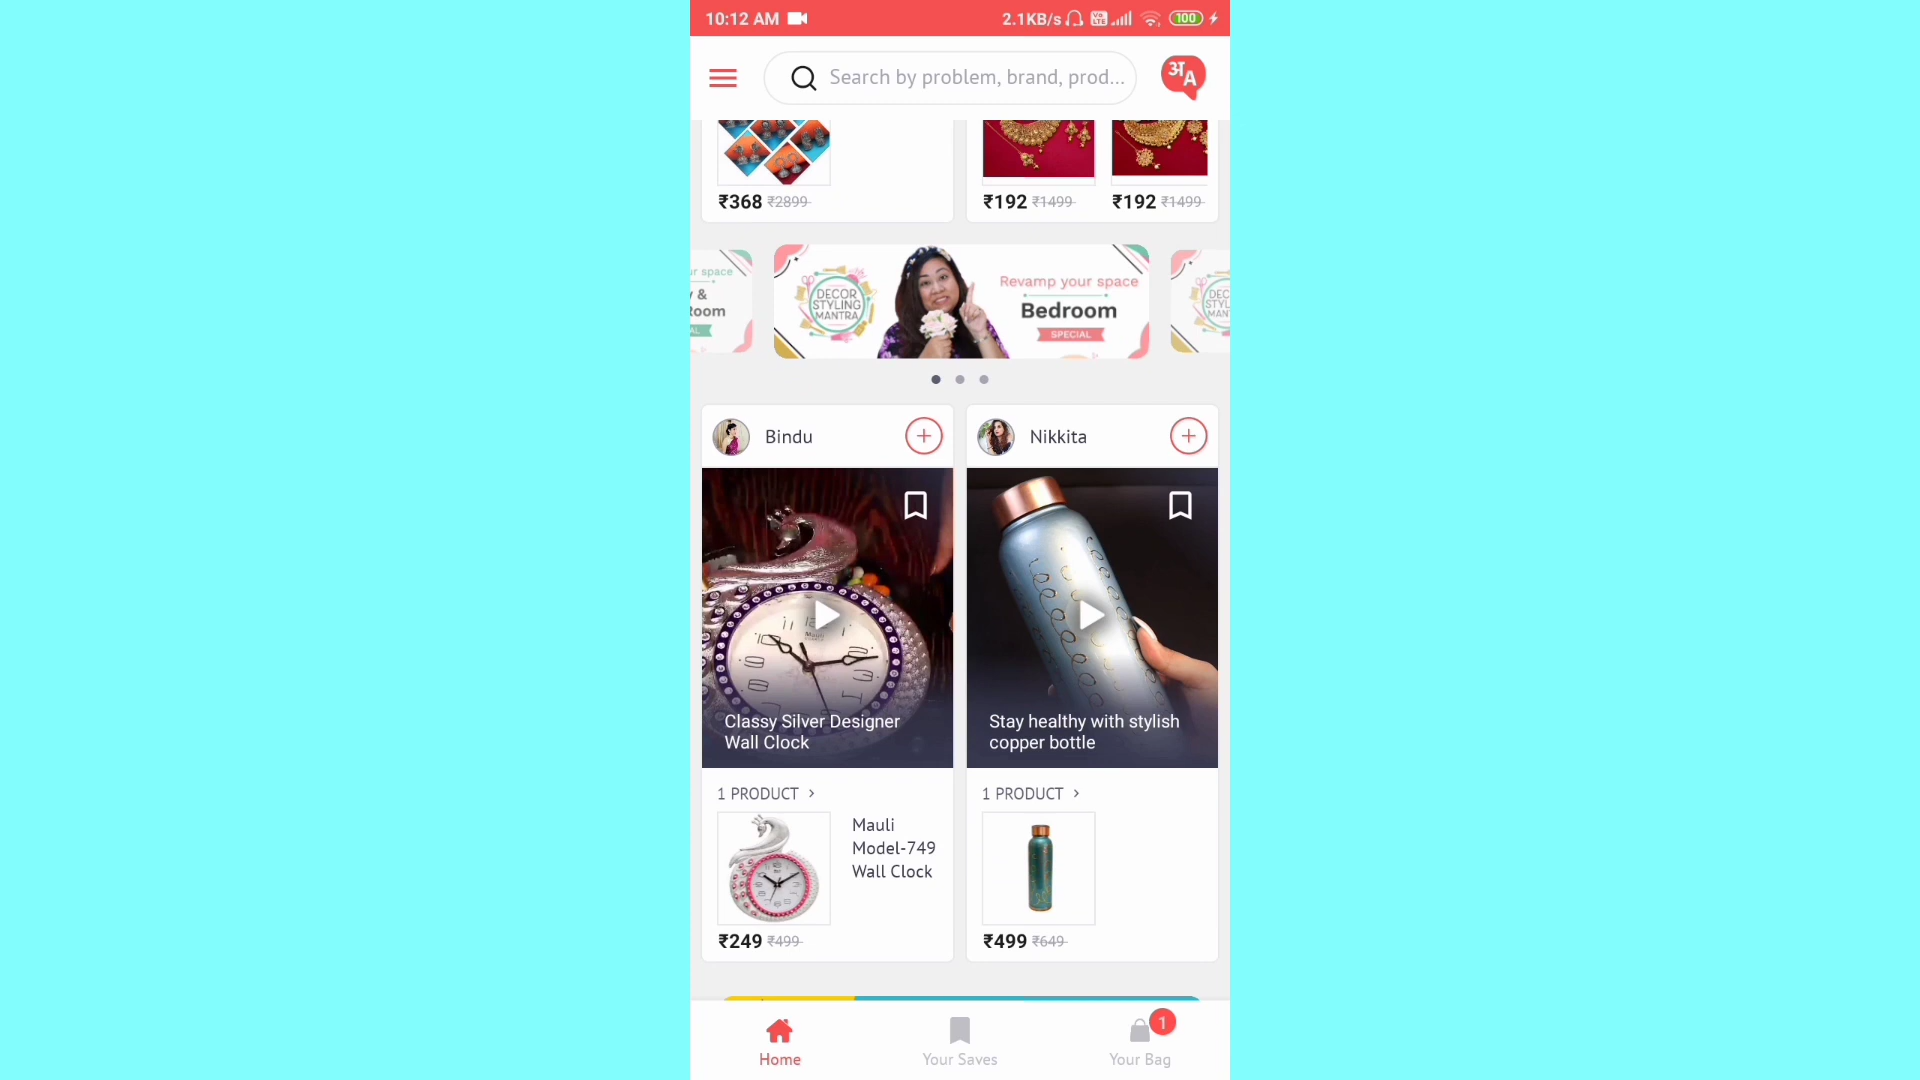 10:12 AM
2.1KB/s
Vo
LTE
100
Search by problem, brand, prod...
अA
₹368 ₹2899
₹192 ₹1499
₹192 ₹1499
DECOR
STYLING
MANTRA
Revamp your space
Bedroom
SPECIAL
Bindu
Nikkita
Classy Silver Designer
Wall Clock
Stay healthy with stylish
copper bottle
1 PRODUCT >
1 PRODUCT >
Mauli
Model-749
Wall Clock
₹249 ₹499
₹499 ₹649
Home
Your Saves
Your Bag
1